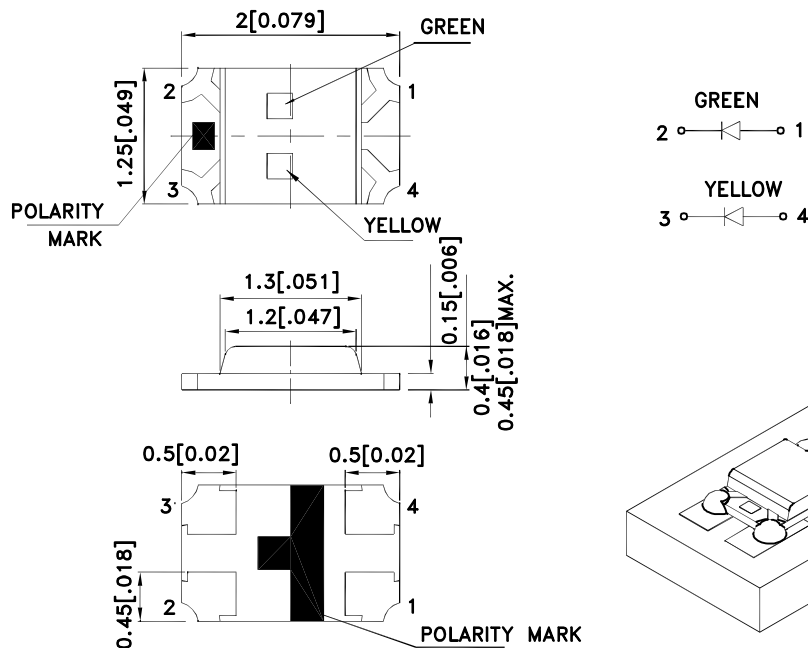 2[0.079]
GREEN
2
1
1.25[.049]
3
4
POLARITY
MARK
YELLOW
GREEN
2
1
YELLOW
3
4
1.3[.051]
1.2[.047]
0.15[.006]
0.4[.016]
0.45[.018]MAX.
0.5[0.02]
0.5[0.02]
3
4
0.45[.018]
2
1
POLARITY MARK